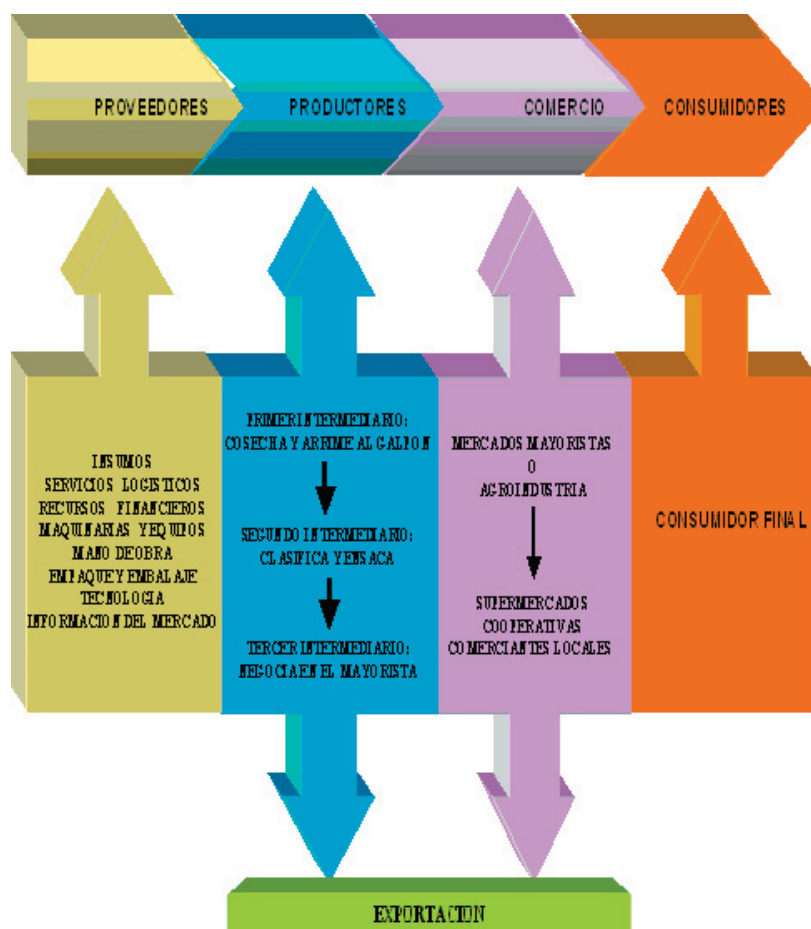 PROVEEDORES
PRODUCTORES
COMERCIO
CONSUMIDORES
INSUMOS
SERVICIOS LOGISTICOS
RECURSOS FINANCIEROS
MAQUINARIAS Y EQUIPOS
MANO DE OBRA
EMPAQUE Y EMBALAJE
TECNOLOGIA
INFORMACION DEL MERCADO
PRIMER INTERMEDIARIO:
COSECHA Y ARRIME AL GALPON
SEGUNDO INTERMEDIARIO:
CLASIFICA Y ENSACA
TERCER INTERMEDIARIO:
NEGOCIA EN EL MAYORISTA
MERCADOS MAYORISTAS
O
AGROINDUSTRIA
SUPERMERCADOS
COOPERATIVAS
COMERCIANTES LOCALES
CONSUMIDOR FINAL
EXPORTACION